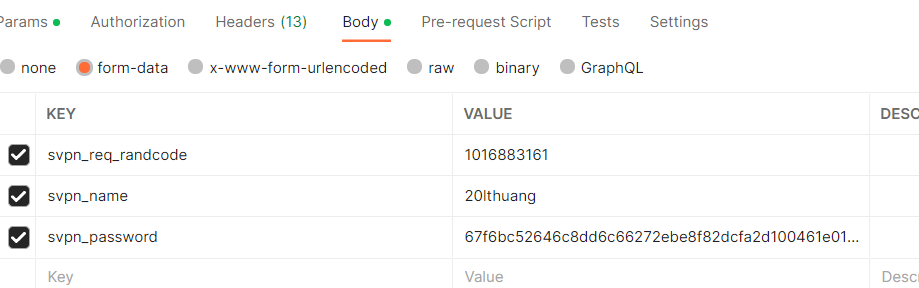 Params Authorization Headers (13) Body Pre-request Script Tests Settings
none form-data x-www-form-urlencoded raw binary GraphQL
KEY VALUE DESC
svpn_req_randcode 1016883161
svpn_name 20lthuang
svpn_password 67f6bc52646c8dd6c66272ebe8f82dcfa2d100461e01...
Key Value Descr